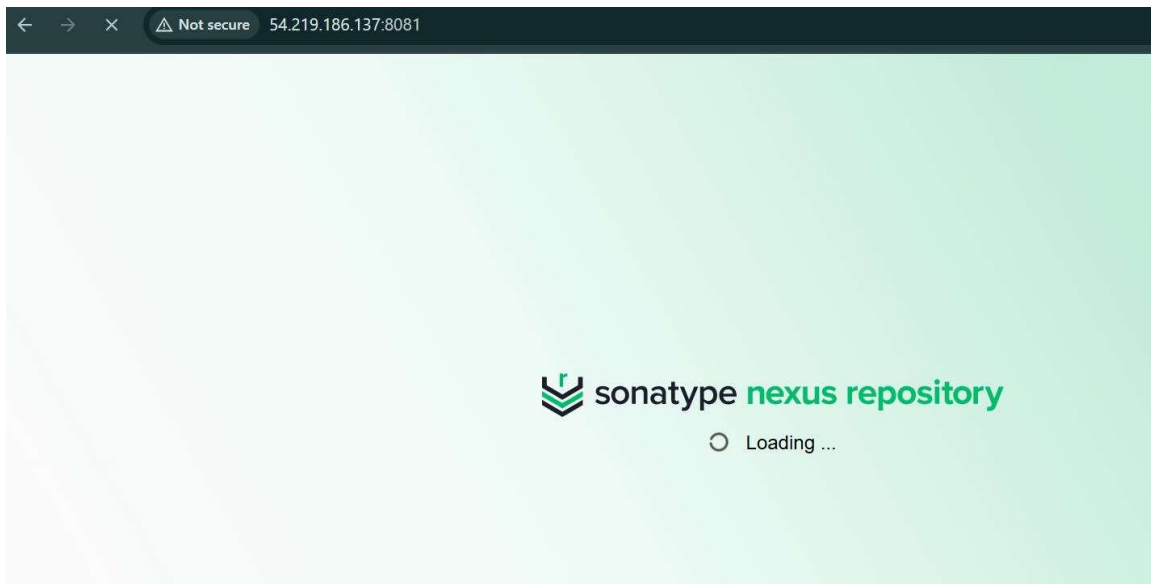 Not secure 54.219.186.137:8081
sonatype nexus repository
Loading ...